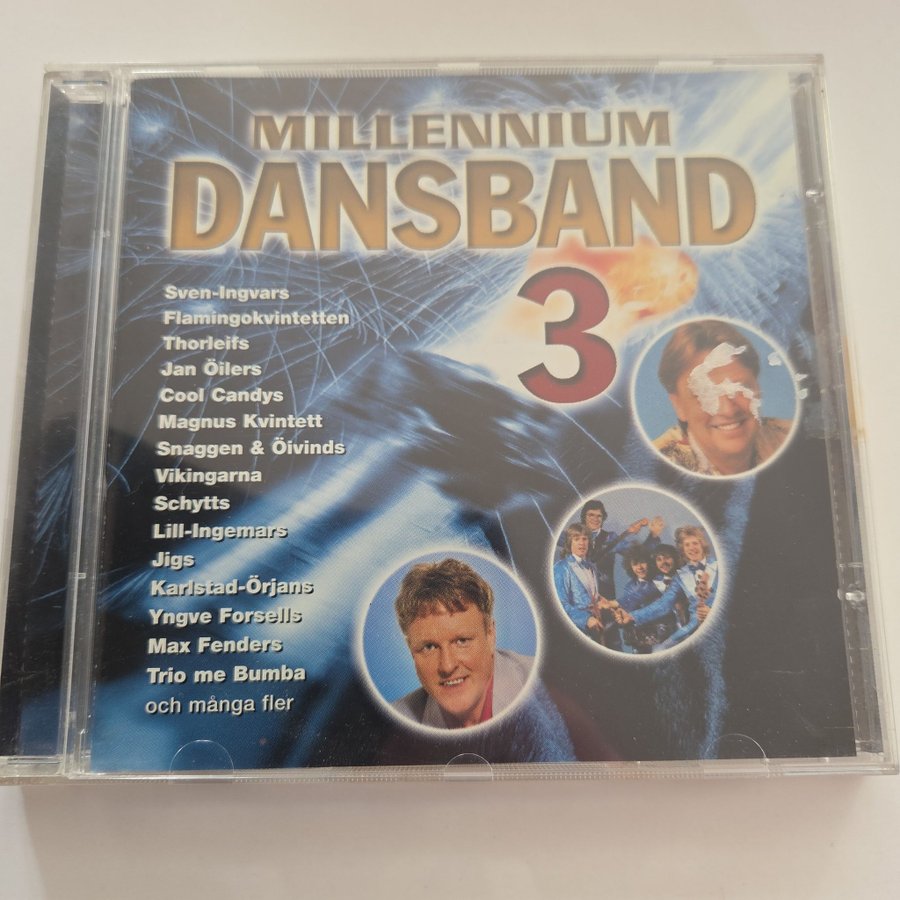 MILLENNIUM
DANSBAND
3
Sven-Ingvars
Flamingokvintetten
Thorleifs
Jan Öilers
Cool Candys
Magnus Kvintett
Snaggen & Öivinds
Vikingarna
Schytts
Lill-Ingemars
Jigs
Karlstad-Örjans
Yngve Forsells
Max Fenders
Trio me Bumba
och många fler